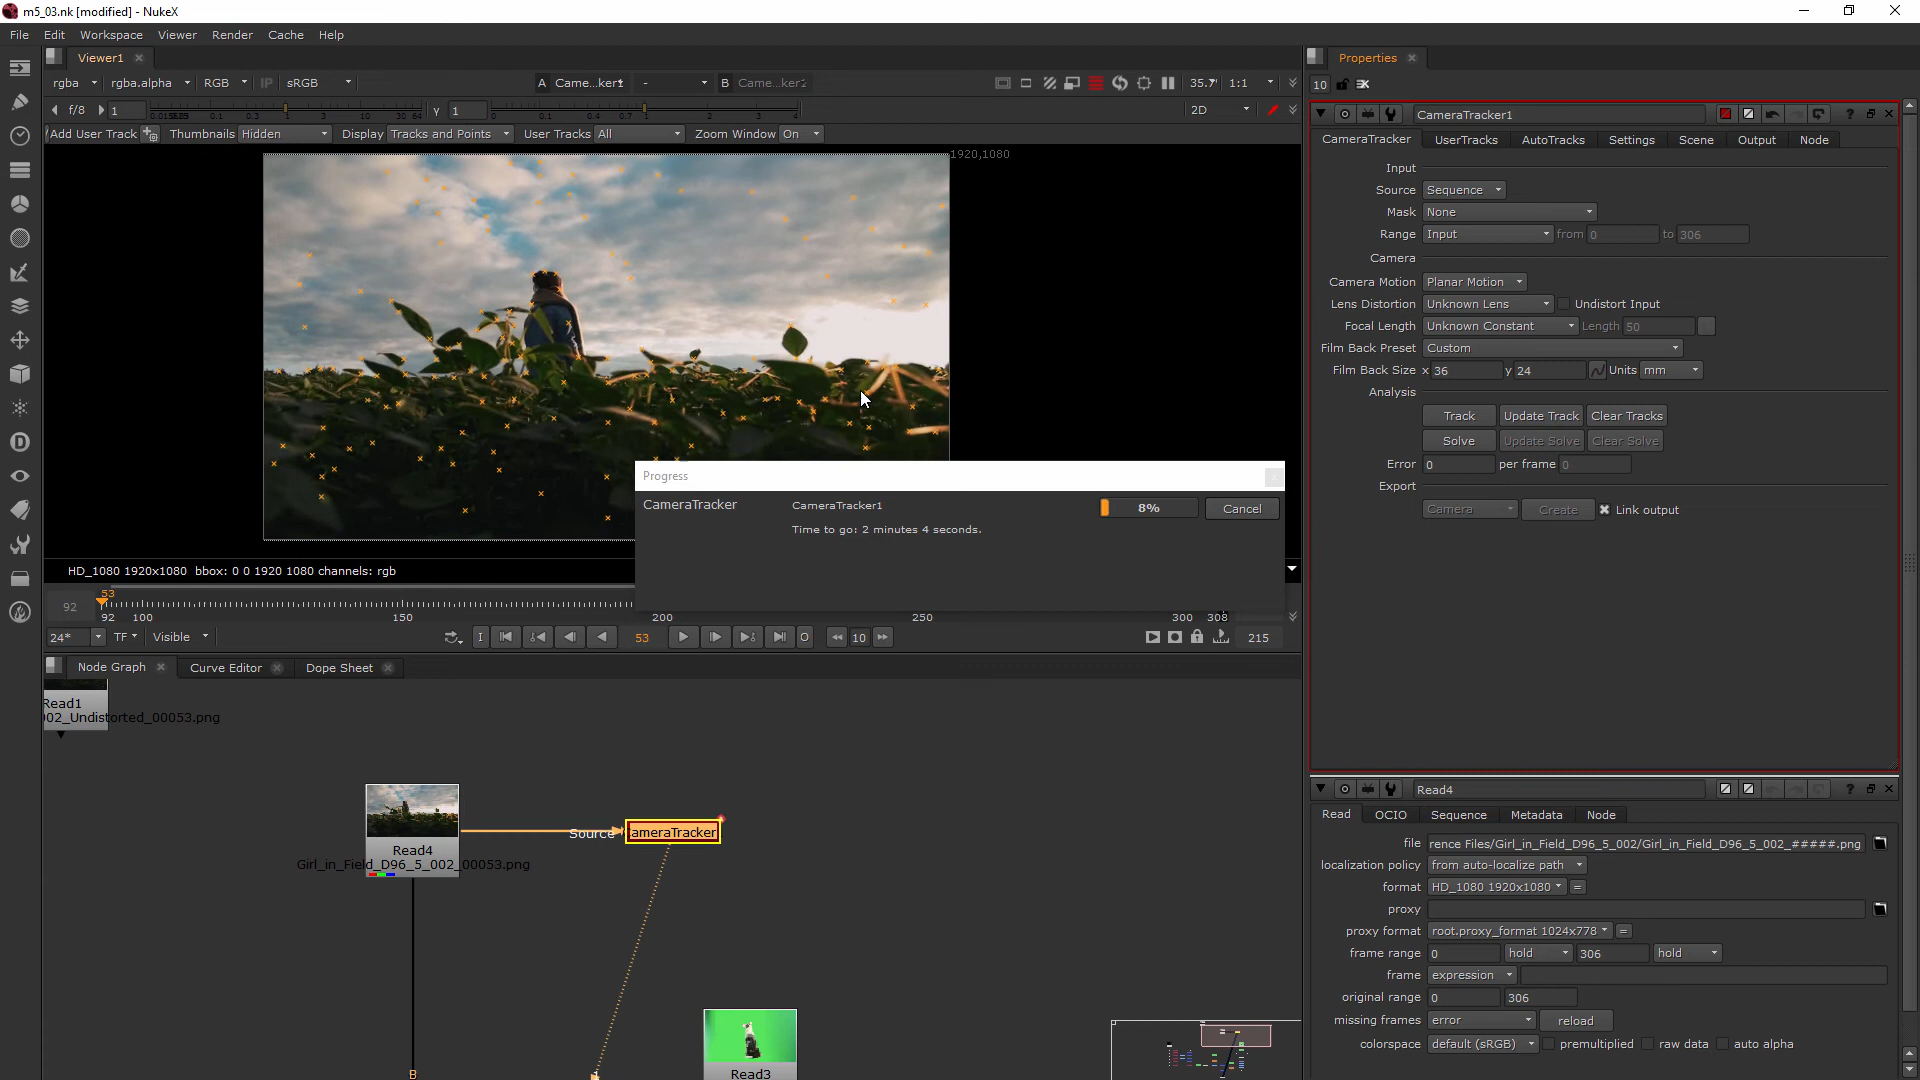 m5_03.nk [modified] - NukeX
File Edit Workspace Viewer Render Cache Help
Viewer1
rgba rgba.alpha RGB IP sRGB A Came...ker1 - B Came...ker2 35.7 1:1
f/8 1 Y 1 2D
Add User Track Thumbnails Hidden Display Tracks and Points User Tracks All Zoom Window On
1920,1080
HD_1080 1920x1080 bbox: 0 0 1920 1080 channels: rgb
Progress
CameraTracker CameraTracker1 8% Cancel
Time to go: 2 minutes 4 seconds.
92 53
92 100 150 200 250 300 308
24* TF Visible I 53 O 10 215
Node Graph Curve Editor Dope Sheet
Read1
02_Undistorted_00053.png
Read4
Girl_in_Field_D96_5_002_00053.png
Source
ameraTracker
B
Read3
Properties
10
CameraTracker1
CameraTracker UserTracks AutoTracks Settings Scene Output Node
Input
Source Sequence
Mask None
Range Input from 0 to 306
Camera
Camera Motion Planar Motion
Lens Distortion Unknown Lens Undistort Input
Focal Length Unknown Constant Length 50
Film Back Preset Custom
Film Back Size x 36 y 24 Units mm
Analysis
Track Update Track Clear Tracks
Solve Update Solve Clear Solve
Error 0 per frame 0
Export
Camera Create Link output
Read4
Read OCIO Sequence Metadata Node
file rence Files/Girl_in_Field_D96_5_002/Girl_in_Field_D96_5_002_#####.png
localization policy from auto-localize path
format HD_1080 1920x1080 =
proxy
proxy format root.proxy_format 1024x778 =
frame range 0 hold 306 hold
frame expression
original range 0 306
missing frames error reload
colorspace default (sRGB) premultiplied raw data auto alpha